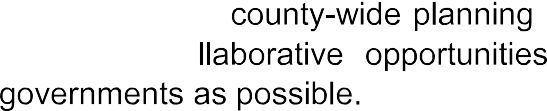 county-wide planning
llaborative opportunities
governments as possible.